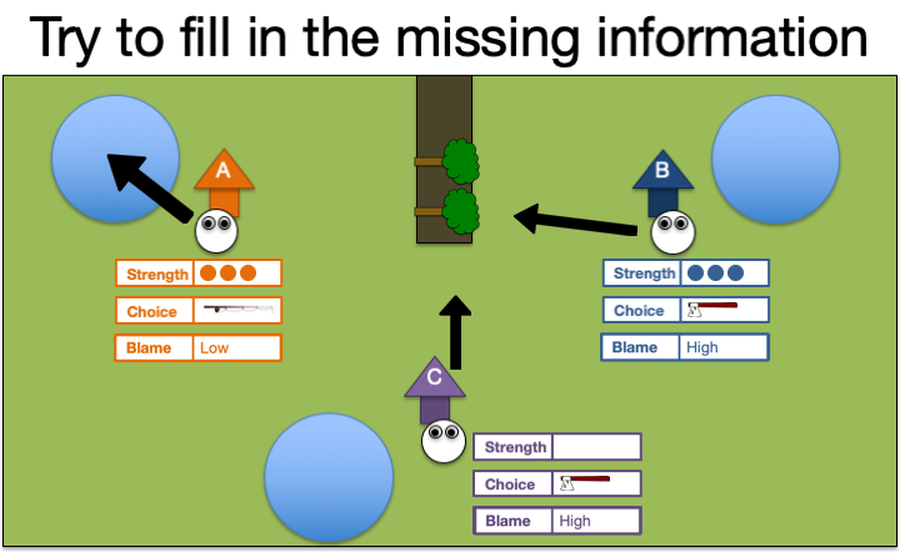 Try to fill in the missing information
A
B
Strength
Choice
Blame Low
Strength
Choice
Blame High
C
Strength
Choice
Blame High